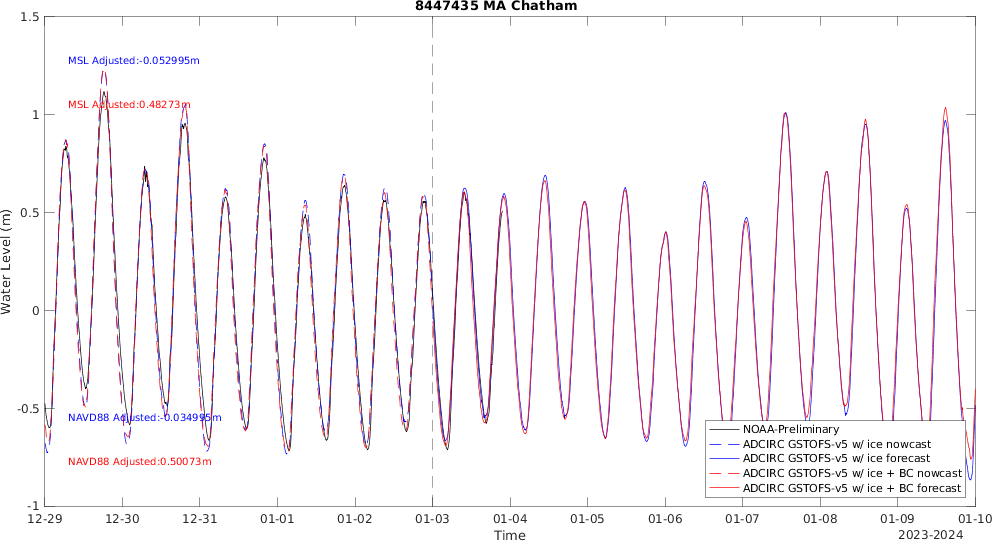 8447435 MA Chatham
1.5
1
0.5
0
-0.5
-1
Water Level (m)
MSL Adjusted:-0.052995m
MSL Adjusted:0.48273m
NAVD88 Adjusted:-0.034995m
NAVD88 Adjusted:0.50073m
NOAA-Preliminary
ADCIRC GSTOFS-v5 w/ ice nowcast
ADCIRC GSTOFS-v5 w/ ice forecast
ADCIRC GSTOFS-v5 w/ ice + BC nowcast
ADCIRC GSTOFS-v5 w/ ice + BC forecast
12-29 12-30 12-31 01-01 01-02 01-03 01-04 01-05 01-06 01-07 01-08 01-09 01-10
Time
2023-2024